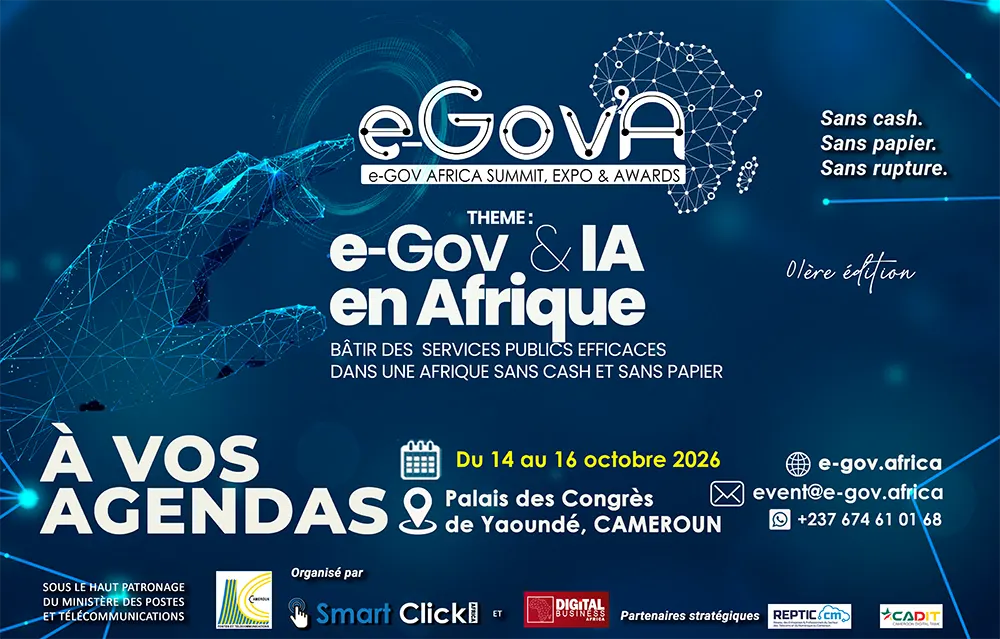 e-Gov'A
e-GOV AFRICA SUMMIT, EXPO & AWARDS
Sans cash.
Sans papier.
Sans rupture.
THEME :
e-Gov & IA
en Afrique
BÂTIR DES SERVICES PUBLICS EFFICACES
DANS UNE AFRIQUE SANS CASH ET SANS PAPIER
01ère édition
À VOS
AGENDAS
Du 14 au 16 octobre 2026
Palais des Congrès
de Yaoundé, CAMEROUN
e-gov.africa
event@e-gov.africa
+237 674 61 01 68
SOUS LE HAUT PATRONAGE
DU MINISTÈRE DES POSTES
ET TÉLÉCOMMUNICATIONS
Organisé par
Smart Click
ET
DIGITAL
BUSINESS
AFRICA
Partenaires stratégiques
REPTIC.cm
CADIT